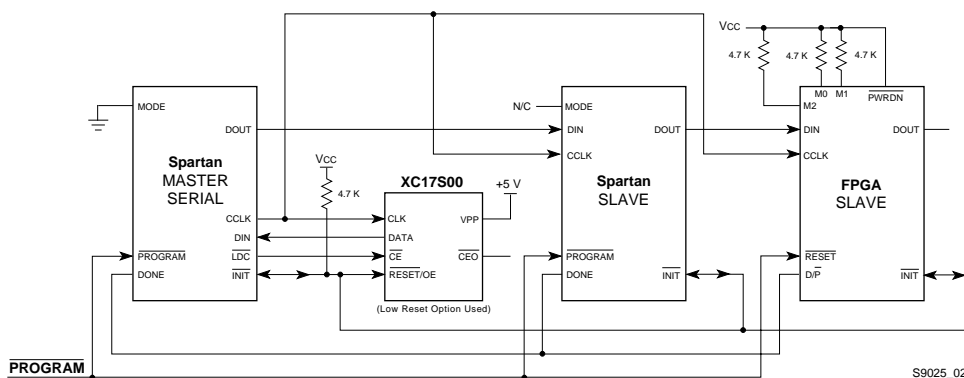 VCC
4.7 K
4.7 K
4.7 K
M0
M1
PWRDN
M2
MODE
N/C
MODE
DOUT
DIN
DOUT
DIN
DOUT
CCLK
CCLK
Spartan
MASTER
SERIAL
VCC
4.7 K
XC17S00
+5 V
Spartan
SLAVE
FPGA
SLAVE
CCLK
CLK
VPP
DIN
DATA
PROGRAM
LDC
CE
CEO
PROGRAM
RESET
DONE
INIT
RESET/OE
DONE
INIT
D/P
INIT
(Low Reset Option Used)
PROGRAM
S9025_02